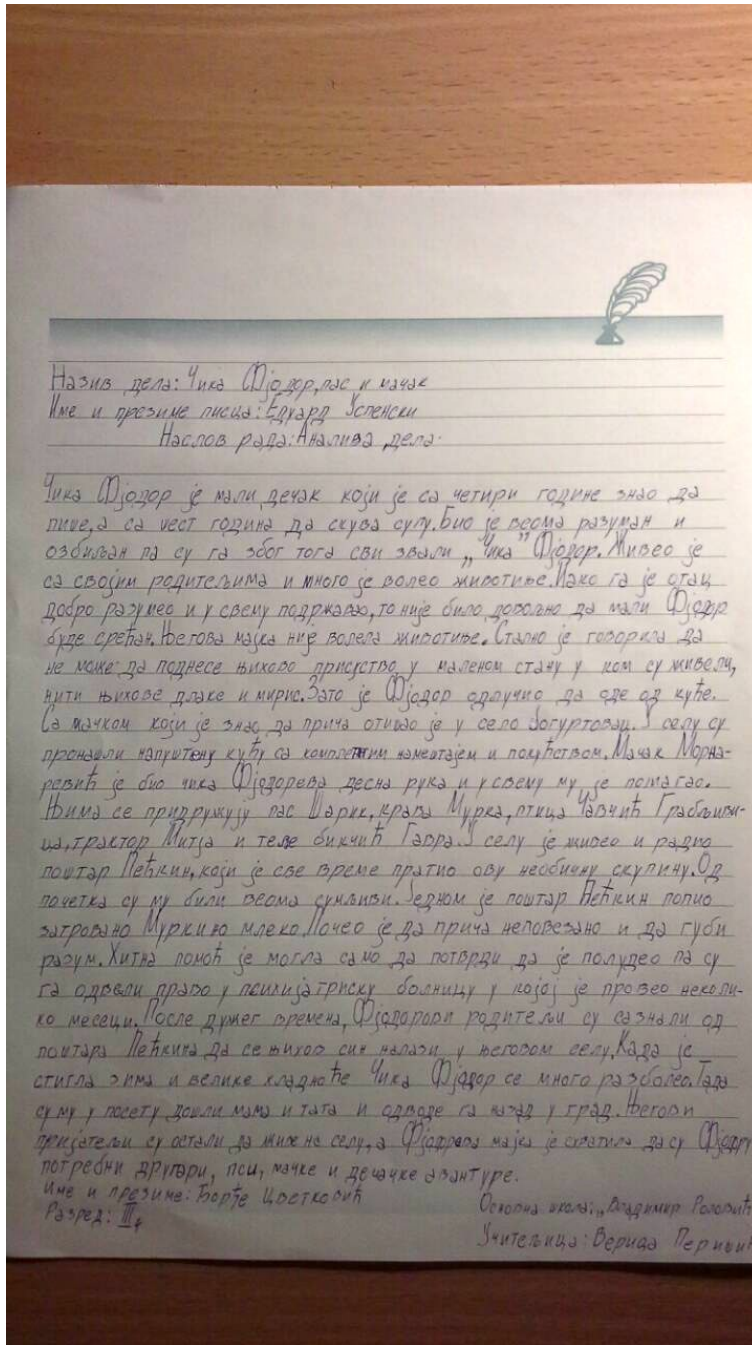 Назив дела: Чика Фјодор, пас и мачак
Име и презиме писца: Едуард Успенски
Наслов рада: Анализа дела.
Чика Фјодор је мали дечак који је са четири године знао да
пише, а са шест година да скува супу. Био је веома разуман и
озбиљан па су га због тога сви звали „Чика" Фјодор. Живео је
са својим родитељима и много је волео животиње. Иако га је отац
добро разумео и у свему подржавао, то није било довољно да мали Фјодор
буде срећан. Његова мајка није волела животиње. Стално је говорила да
не може да поднесе њихово присуство у маленом стану у ком су живели,
нити њихове длаке и мирис. Зато је Фјодор одлучио да оде од куће.
Са мачком који је знао да прича отишао је у село Јогуртовац. У селу су
пронашли напуштену кућу са комплетним намештајем и покућством. Мачак Морна-
ревић је био чика Фјодорева десна рука и у свему му је помагао.
Њима се придружују пас Шарик, крава Мурка, птица Чавчић Грабљиви-
ца, трактор Митја и теле бикчић Гавра. У селу је живео и радио
поштар Пећкин, који је све време пратио ову необичну скупину. Од
почетка су му били веома сумљиви. Једном је поштар Пећкин попио
затровано Муркино млеко. Почео је да прича неповезано и да губи
разум. Хитна помоћ је могла само да потврди да је полудео па су
га одвели право у психијатриску болницу у којој је провео неколи-
ко месеци. После дужег времена, Фјодорови родитељи су сазнали од
поштара Пећкина да се њихов син налази у његовом селу. Када је
стигла зима и велике хладноће Чика Фјодор се много разболео. Тада
су му у посету дошли мама и тата и одводе га назад у град. Његови
пријатељи су остали да живе на селу, а Фјодорова мајка је схватила да су Фјодору
потребни другари, пси, мачке и дечачке авантуре.
Име и презиме: Ђорђе Цветковић
Основна школа: „Владимир Роловић
Разред: III4
Учитељица: Верица Перишић